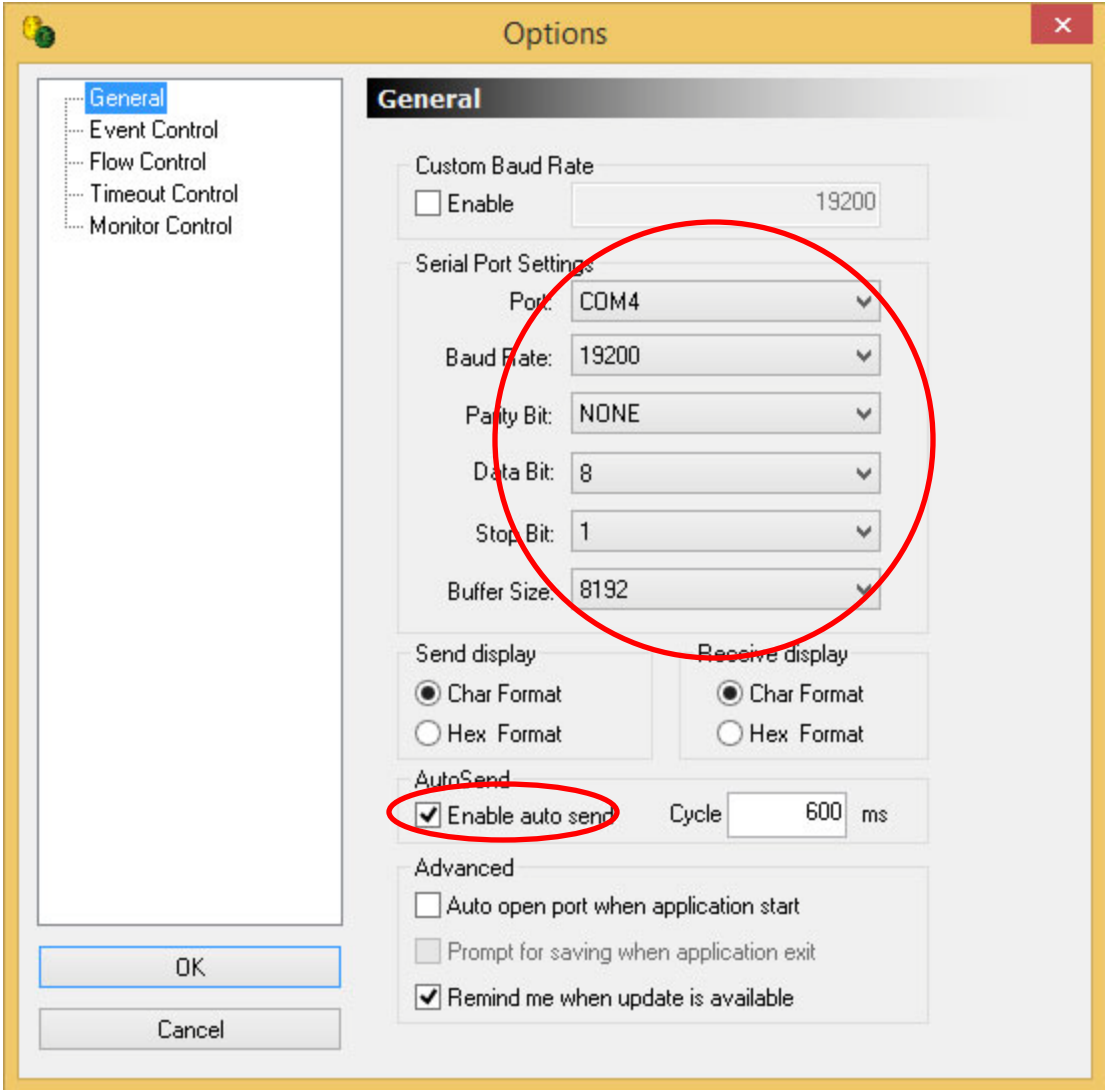 Options
General
Event Control
Flow Control
Timeout Control
Monitor Control
OK
Cancel
General
Custom Baud Rate
Enable 19200
Serial Port Settings
Port: COM4
Baud Rate: 19200
Parity Bit: NONE
Data Bit: 8
Stop Bit: 1
Buffer Size: 8192
Send display
Char Format
Hex Format
Receive display
Char Format
Hex Format
AutoSend
Enable auto send Cycle 600 ms
Advanced
Auto open port when application start
Prompt for saving when application exit
Remind me when update is available